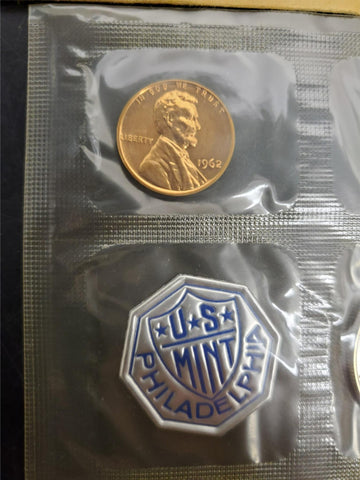 IN GOD WE TRUST
LIBERTY
1962
U★S
MINT
PHILADELPHIA